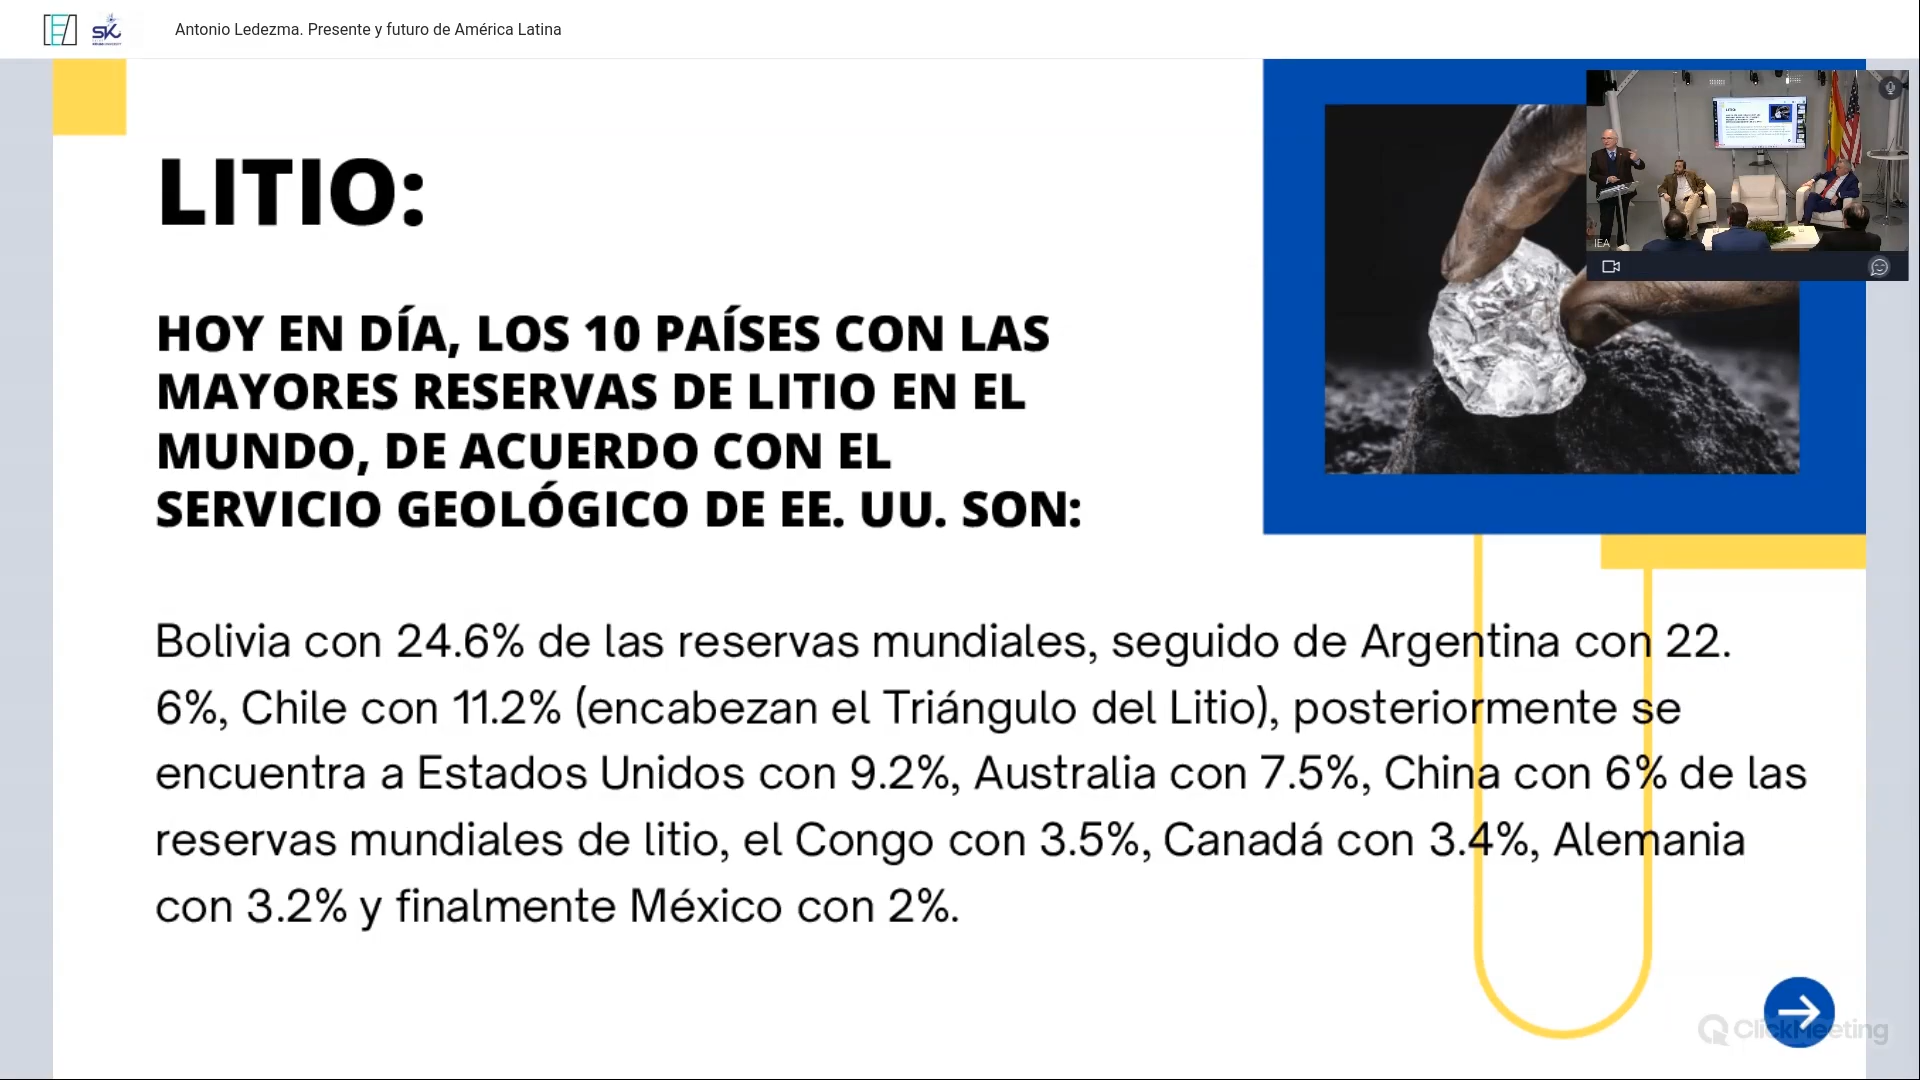 Antonio Ledezma. Presente y futuro de América Latina
LITIO:
HOY EN DÍA, LOS 10 PAÍSES CON LAS
MAYORES RESERVAS DE LITIO EN EL
MUNDO, DE ACUERDO CON EL
SERVICIO GEOLÓGICO DE EE. UU. SON:
Bolivia con 24.6% de las reservas mundiales, seguido de Argentina con 22.
6%, Chile con 11.2% (encabezan el Triángulo del Litio), posteriormente se
encuentra a Estados Unidos con 9.2%, Australia con 7.5%, China con 6% de las
reservas mundiales de litio, el Congo con 3.5%, Canadá con 3.4%, Alemania
con 3.2% y finalmente México con 2%.
IEA
LITIO:
ClickMeeting